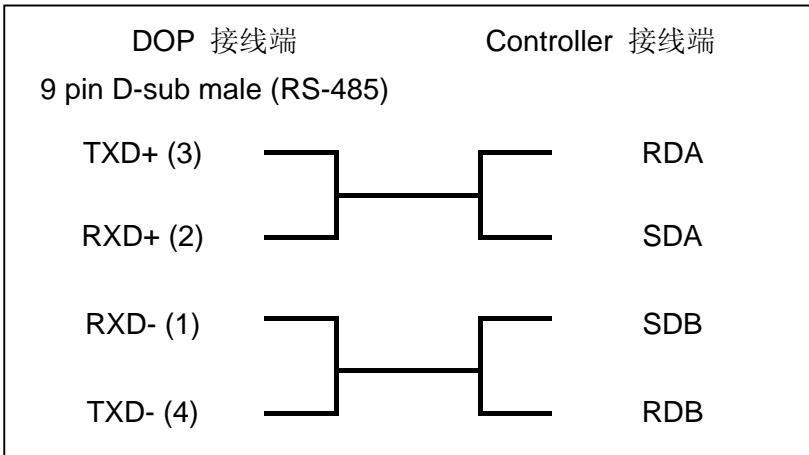 DOP 接线端 Controller 接线端
9 pin D-sub male (RS-485)
TXD+ (3) RDA
RXD+ (2) SDA
RXD- (1) SDB
TXD- (4) RDB